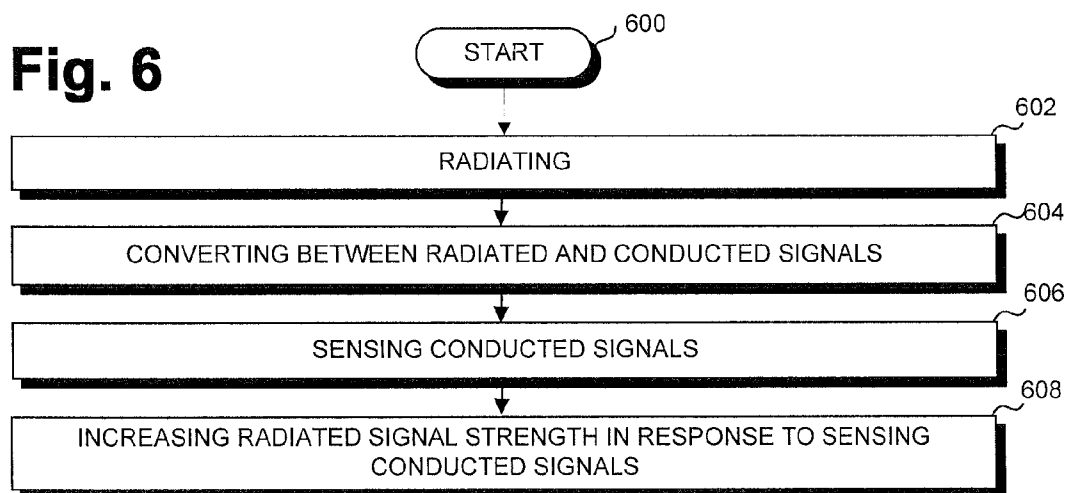 Fig. 6
START
600
602
RADIATING
604
CONVERTING BETWEEN RADIATED AND CONDUCTED SIGNALS
606
SENSING CONDUCTED SIGNALS
608
INCREASING RADIATED SIGNAL STRENGTH IN RESPONSE TO SENSING
CONDUCTED SIGNALS